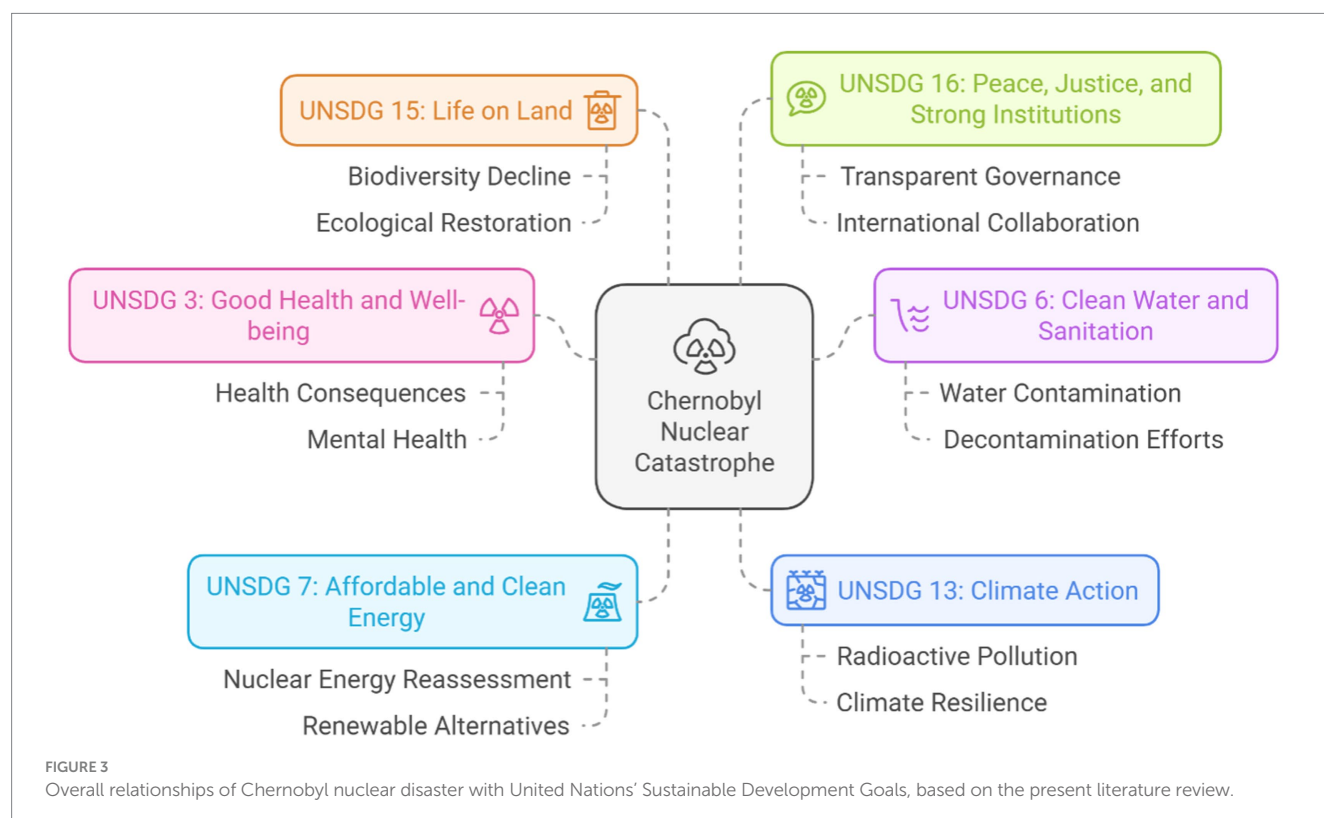 UNSDG 15: Life on Land
Biodiversity Decline
Ecological Restoration
UNSDG 16: Peace, Justice, and
Strong Institutions
Transparent Governance
International Collaboration
UNSDG 3: Good Health and Well-
being
Health Consequences
Mental Health
Chernobyl
Nuclear
Catastrophe
UNSDG 6: Clean Water and
Sanitation
Water Contamination
Decontamination Efforts
UNSDG 7: Affordable and Clean
Energy
Nuclear Energy Reassessment
Renewable Alternatives
UNSDG 13: Climate Action
Radioactive Pollution
Climate Resilience
FIGURE 3
Overall relationships of Chernobyl nuclear disaster with United Nations’ Sustainable Development Goals, based on the present literature review.